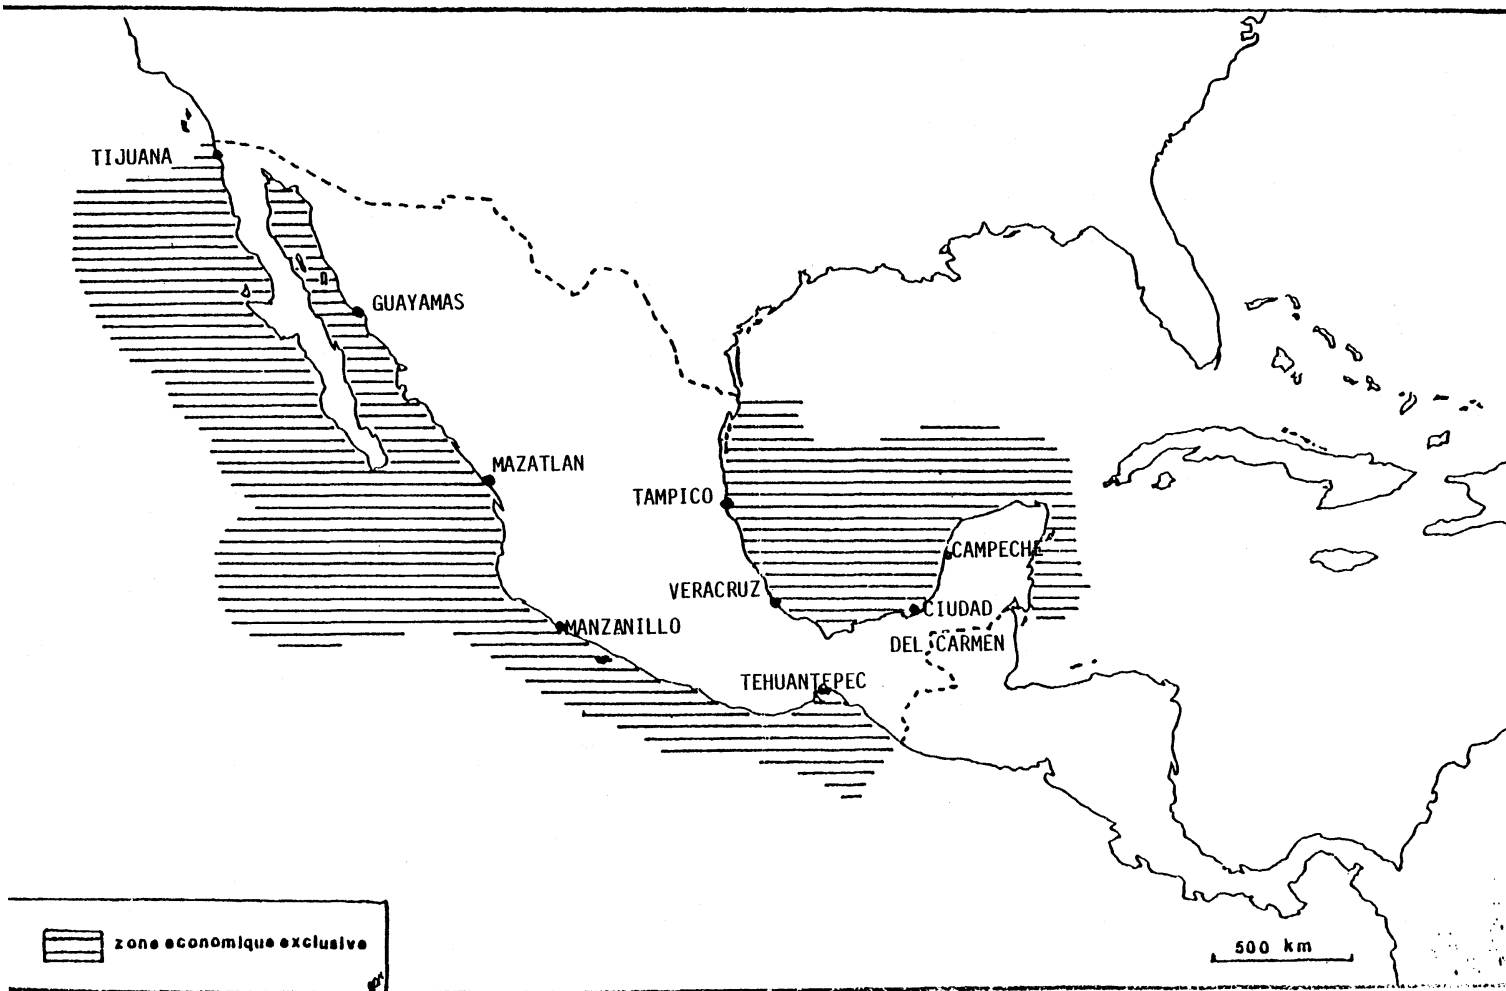 TIJUANA
GUAYAMAS
MAZATLAN
TAMPICO
CAMPECHE
VERACRUZ
CIUDAD
DEL CARMEN
MANZANILLO
TEHUANTEPEC
zone economique exclusive
500 km